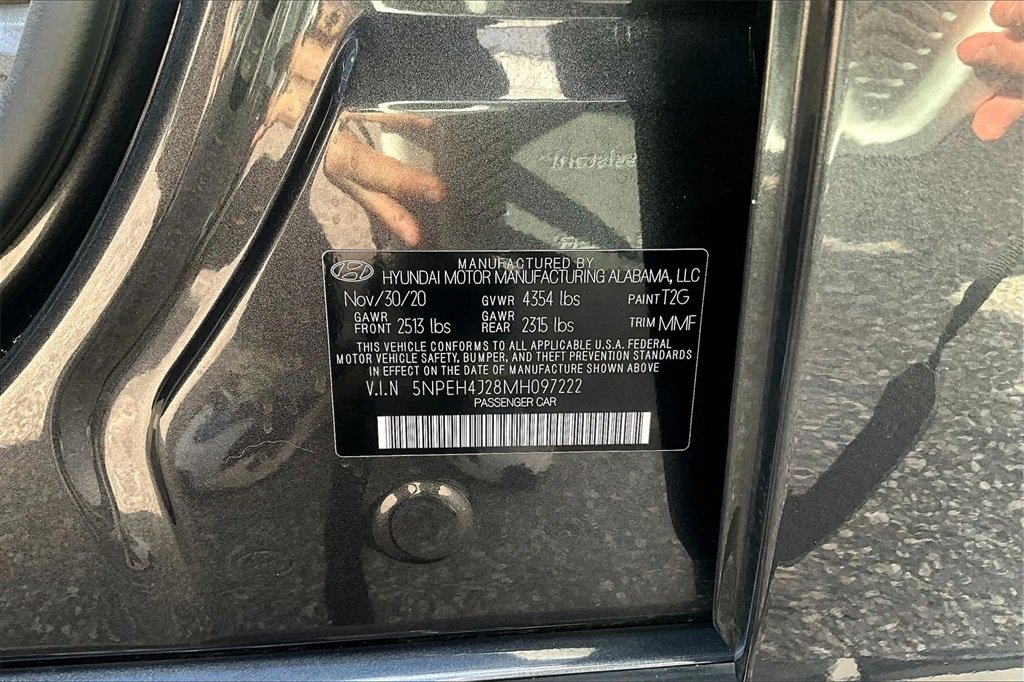 MANUFACTURED BY
HYUNDAI MOTOR MANUFACTURING ALABAMA, LLC
Nov/30/20 GVWR 4354 lbs PAINT T2G
GAWR FRONT 2513 lbs GAWR REAR 2315 lbs TRIM MMF
THIS VEHICLE CONFORMS TO ALL APPLICABLE U.S.A. FEDERAL
MOTOR VEHICLE SAFETY, BUMPER, AND THEFT PREVENTION STANDARDS
IN EFFECT ON THE DATE OF MANUFACTURE SHOWN ABOVE
V.I.N 5NPEH4J28MH097222
PASSENGER CAR